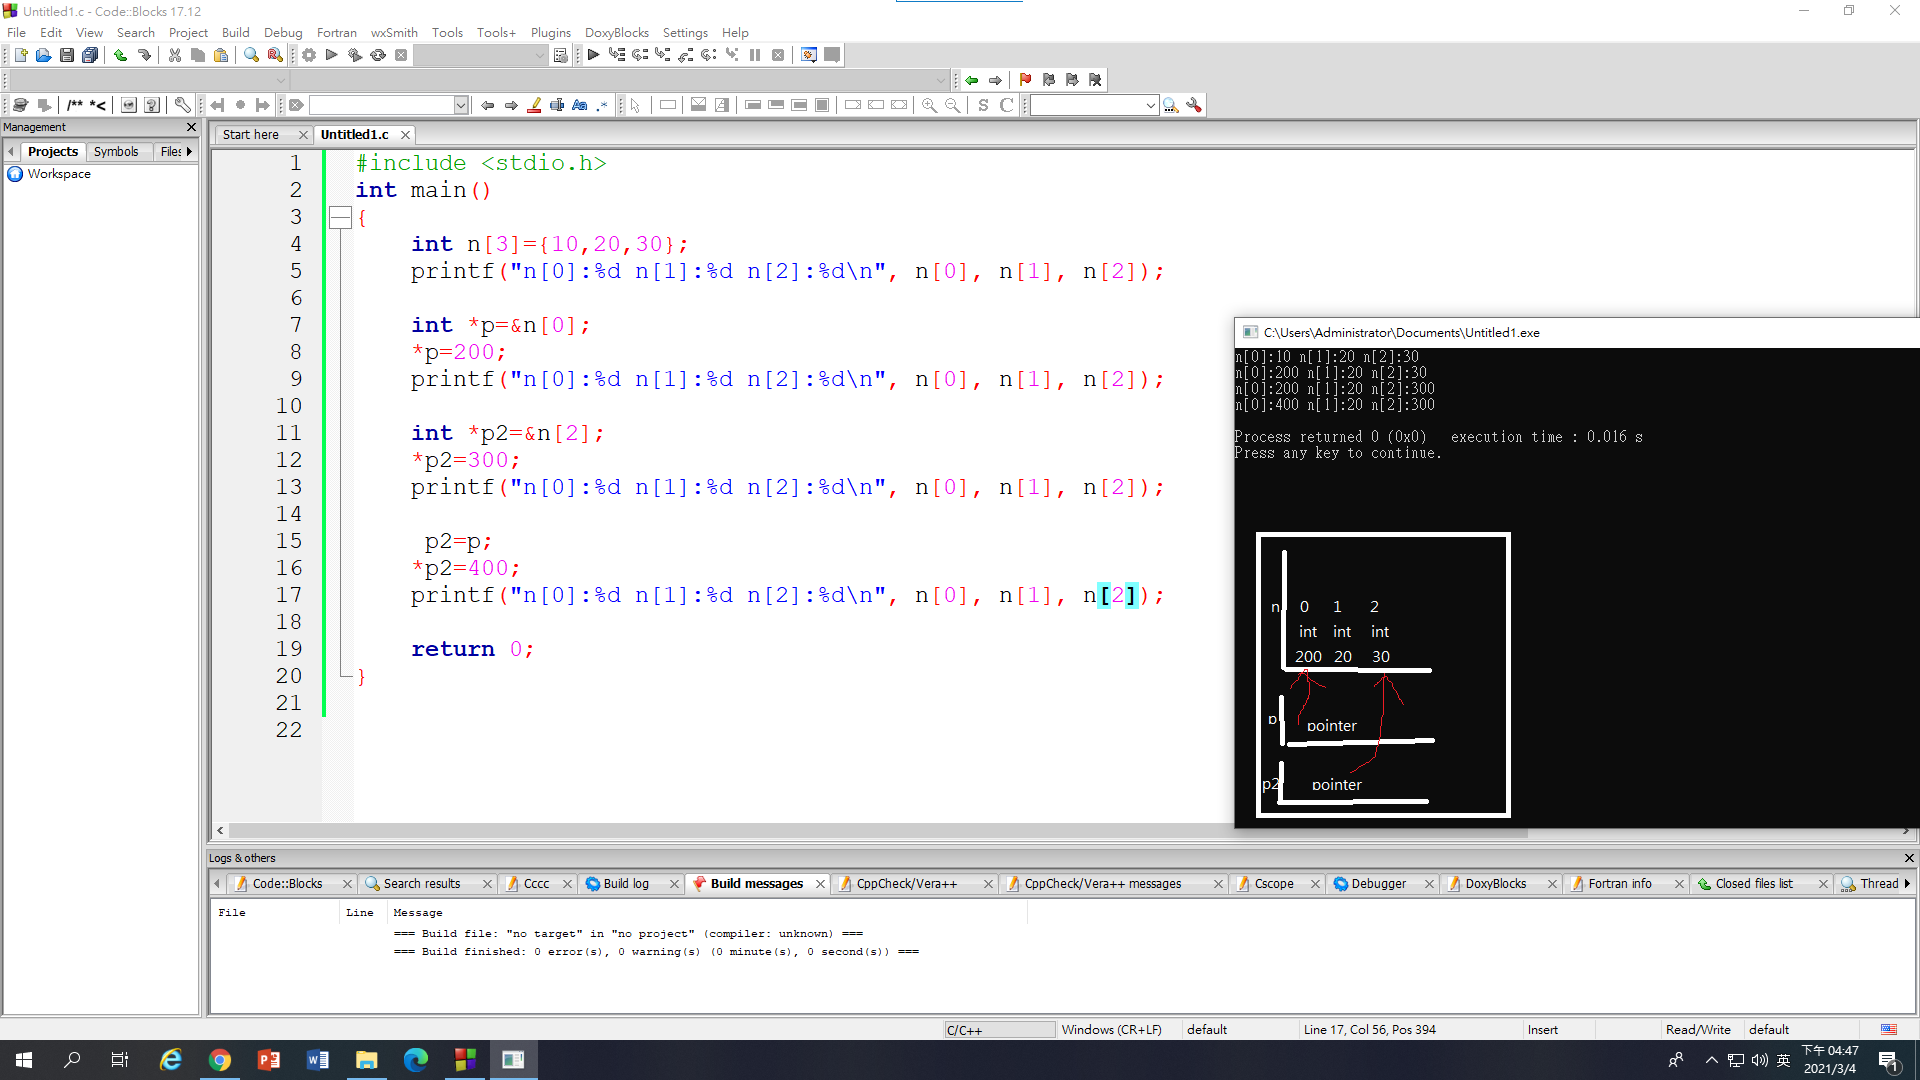 Untitled1.c - Code::Blocks 17.12
File Edit View Search Project Build Debug Fortran wxSmith Tools Tools+ Plugins DoxyBlocks Settings Help
/** *<
Aa .*
S C
Management
Projects Symbols Files
Workspace
Start here Untitled1.c
1 #include <stdio.h>
2 int main()
3 {
4 int n[3]={10,20,30};
5 printf("n[0]:%d n[1]:%d n[2]:%d\n", n[0], n[1], n[2]);
6
7 int *p=&n[0];
8 *p=200;
9 printf("n[0]:%d n[1]:%d n[2]:%d\n", n[0], n[1], n[2]);
10
11 int *p2=&n[2];
12 *p2=300;
13 printf("n[0]:%d n[1]:%d n[2]:%d\n", n[0], n[1], n[2]);
14
15 p2=p;
16 *p2=400;
17 printf("n[0]:%d n[1]:%d n[2]:%d\n", n[0], n[1], n[2]);
18
19 return 0;
20 }
21
22
C:\Users\Administrator\Documents\Untitled1.exe
n[0]:10 n[1]:20 n[2]:30
n[0]:200 n[1]:20 n[2]:30
n[0]:200 n[1]:20 n[2]:300
n[0]:400 n[1]:20 n[2]:300
Process returned 0 (0x0) execution time : 0.016 s
Press any key to continue.
n 0 1 2
int int int
200 20 30
p pointer
p2 pointer
Logs & others
Code::Blocks Search results Cccc Build log Build messages CppCheck/Vera++ CppCheck/Vera++ messages Cscope Debugger DoxyBlocks Fortran info Closed files list Thread
File Line Message
=== Build file: "no target" in "no project" (compiler: unknown) ===
=== Build finished: 0 error(s), 0 warning(s) (0 minute(s), 0 second(s)) ===
C/C++ Windows (CR+LF) default Line 17, Col 56, Pos 394 Insert Read/Write default
英 下午 04:47
2021/3/4 1